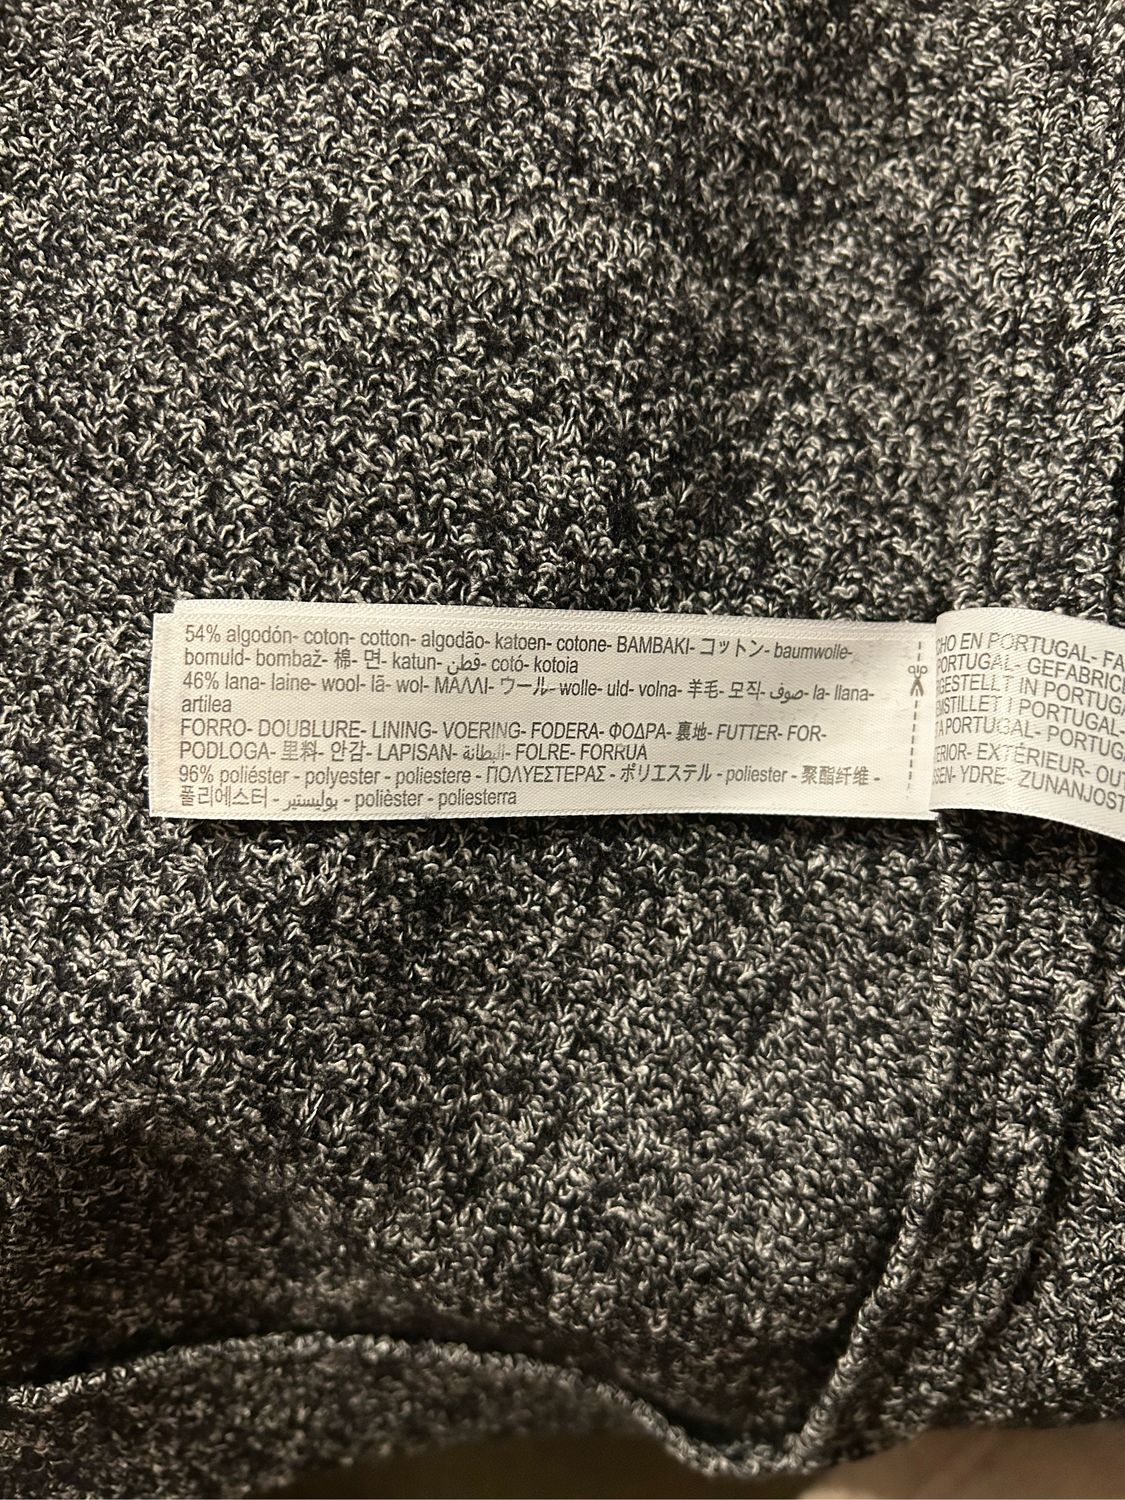 54% algodón- coton- cotton- algodão- katoen- cotone- BAMBAKI- コットン- baumwolle-
bomuld- bombaž- 棉- 면- katun- قطن- cotó- kotoia
46% lana- laine- wool- lã- wol- ΜΑΛΛΙ- ウール- wolle- uld- volna- 羊毛- 모직- صوف- la- llana-
artilea
FORRO- DOUBLURE- LINING- VOERING- FODERA- ΦΟΔΡΑ- 裏地- FUTTER- FOR-
PODLOGA- 里料- 안감- LAPISAN- البطانة- FOLRE- FORRUA
96% poliéster - polyester - poliestere - ΠΟΛΥΕΣΤΕΡΑΣ - ポリエステル - poliester - 聚酯纤维 -
폴리에스터 - بوليستير - polièster - poliesterra
CHO EN PORTUGAL- FA
PORTUGAL- GEFABRIC
GESTELLT IN PORTUGA
MSTILLET I PORTUGAL-
TA PORTUGAL- PORTUG
ERIOR- EXTÉRIEUR- OUT
SEN- YDRE- ZUNANJOST